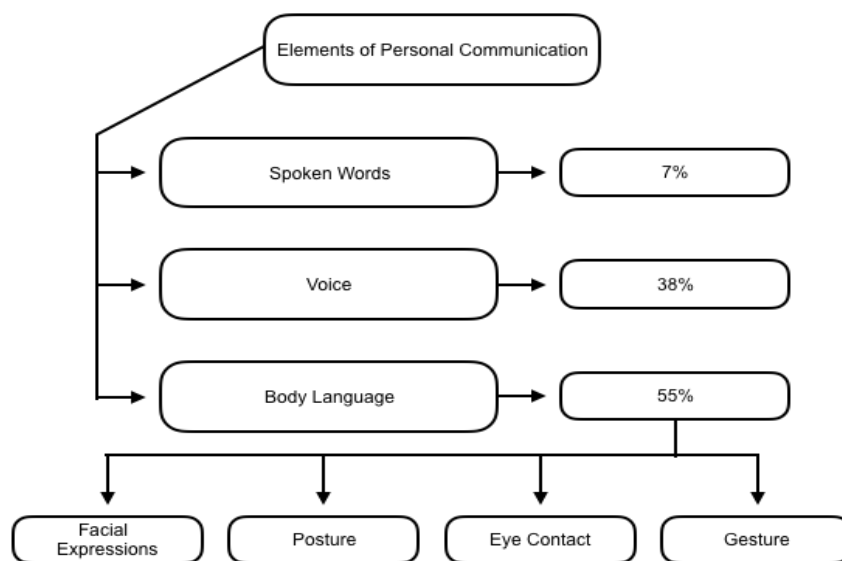 Elements of Personal Communication
Spoken Words
7%
Voice
38%
Body Language
55%
Facial
Expressions
Posture
Eye Contact
Gesture